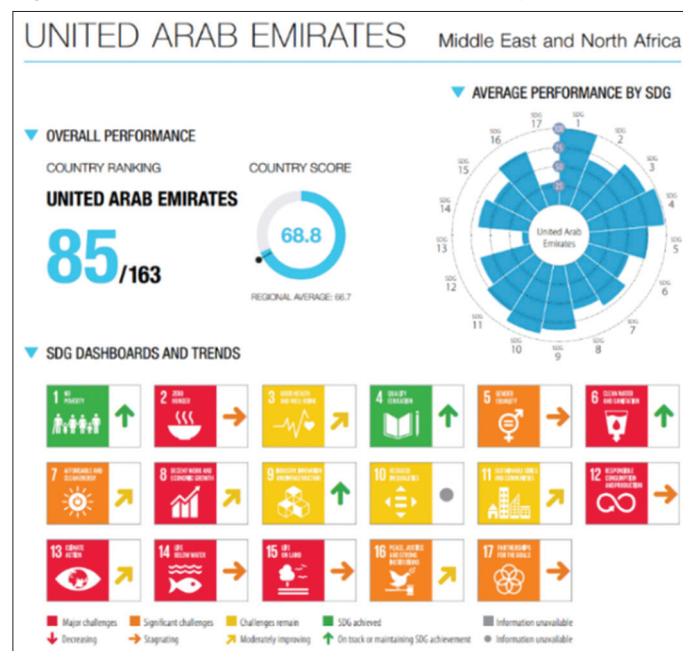 UNITED ARAB EMIRATES Middle East and North Africa
▼ AVERAGE PERFORMANCE BY SDG
▼ OVERALL PERFORMANCE
COUNTRY RANKING
UNITED ARAB EMIRATES
85/163
COUNTRY SCORE
68.8
REGIONAL AVERAGE: 66.7
SDG 1
SDG 2
SDG 3
SDG 4
SDG 5
SDG 6
SDG 7
SDG 8
SDG 9
SDG 10
SDG 11
SDG 12
SDG 13
SDG 14
SDG 15
SDG 16
SDG 17
United Arab
Emirates
▼ SDG DASHBOARDS AND TRENDS
1 NO POVERTY
2 ZERO HUNGER
3 GOOD HEALTH AND WELL-BEING
4 QUALITY EDUCATION
5 GENDER EQUALITY
6 CLEAN WATER AND SANITATION
7 AFFORDABLE AND CLEAN ENERGY
8 DECENT WORK AND ECONOMIC GROWTH
9 INDUSTRY, INNOVATION AND INFRASTRUCTURE
10 REDUCED INEQUALITIES
11 SUSTAINABLE CITIES AND COMMUNITIES
12 RESPONSIBLE CONSUMPTION AND PRODUCTION
13 CLIMATE ACTION
14 LIFE BELOW WATER
15 LIFE ON LAND
16 PEACE, JUSTICE AND STRONG INSTITUTIONS
17 PARTNERSHIPS FOR THE GOALS
Major challenges Significant challenges Challenges remain SDG achieved Information unavailable
Decreasing Stagnating Moderately improving On track or maintaining SDG achievement Information unavailable